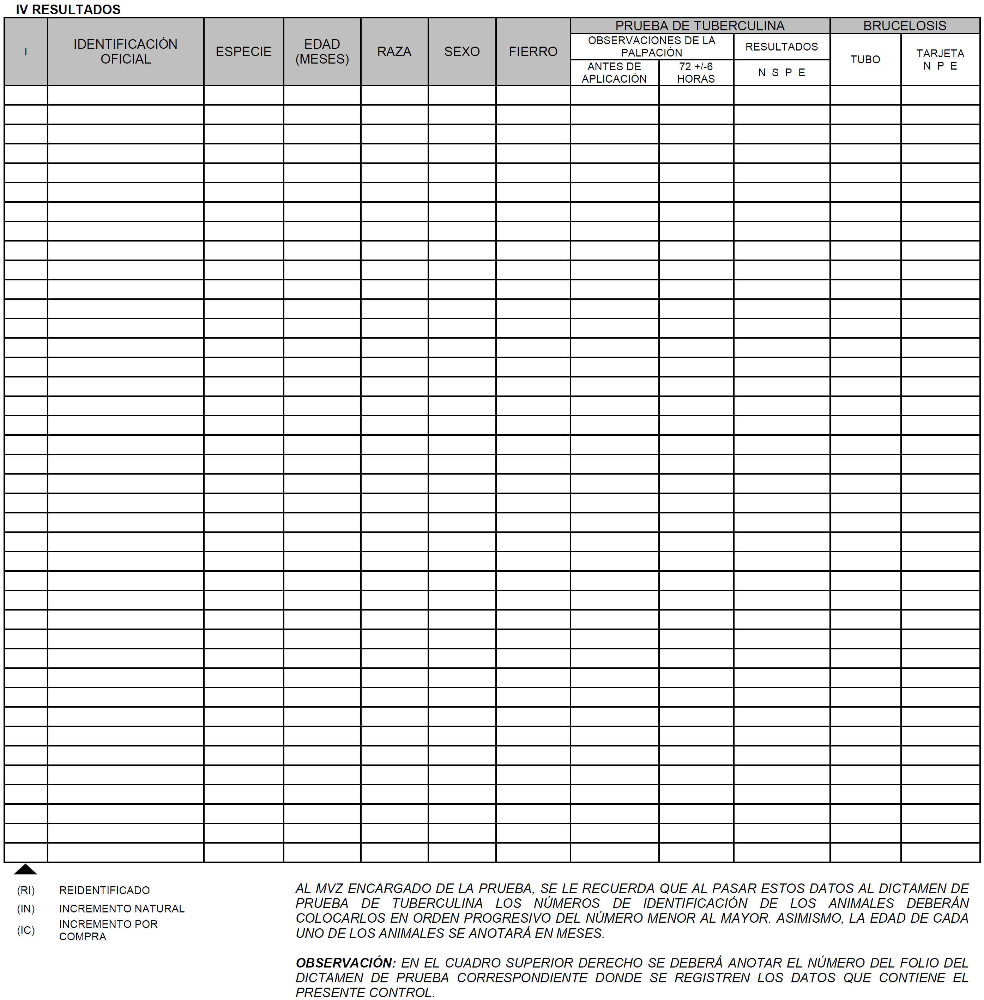 IV RESULTADOS
I
IDENTIFICACIÓN
OFICIAL
ESPECIE
EDAD
(MESES)
RAZA
SEXO
FIERRO
PRUEBA DE TUBERCULINA
OBSERVACIONES DE LA
PALPACIÓN
ANTES DE
APLICACIÓN
72 +/-6
HORAS
RESULTADOS
N S P E
BRUCELOSIS
TUBO
TARJETA
N P E
(RI) REIDENTIFICADO
(IN) INCREMENTO NATURAL
(IC) INCREMENTO POR
COMPRA
AL MVZ ENCARGADO DE LA PRUEBA, SE LE RECUERDA QUE AL PASAR ESTOS DATOS AL DICTAMEN DE
PRUEBA DE TUBERCULINA LOS NÚMEROS DE IDENTIFICACIÓN DE LOS ANIMALES DEBERÁN
COLOCARLOS EN ORDEN PROGRESIVO DEL NÚMERO MENOR AL MAYOR. ASIMISMO, LA EDAD DE CADA
UNO DE LOS ANIMALES SE ANOTARÁ EN MESES.
OBSERVACIÓN: EN EL CUADRO SUPERIOR DERECHO SE DEBERÁ ANOTAR EL NÚMERO DEL FOLIO DEL
DICTAMEN DE PRUEBA CORRESPONDIENTE DONDE SE REGISTREN LOS DATOS QUE CONTIENE EL
PRESENTE CONTROL.